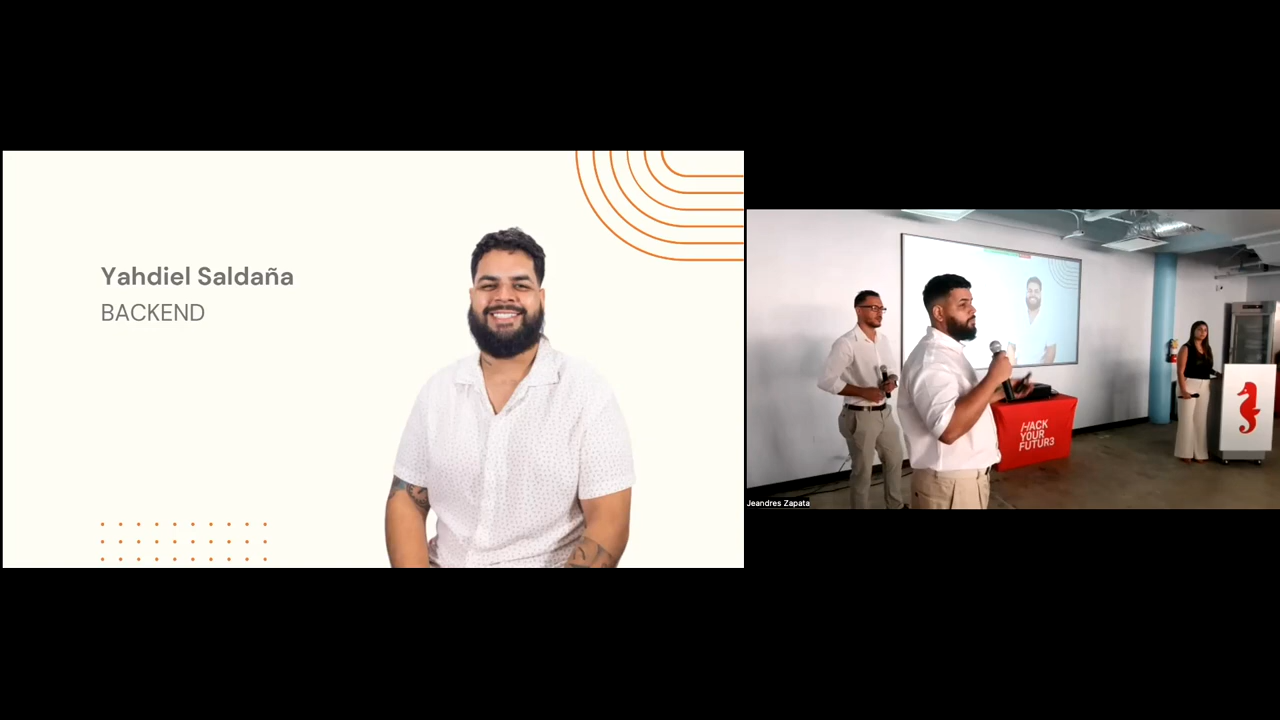 Yahdiel Saldaña
BACKEND
HACK
YOUR
FUTUR3
Jeandres Zapata